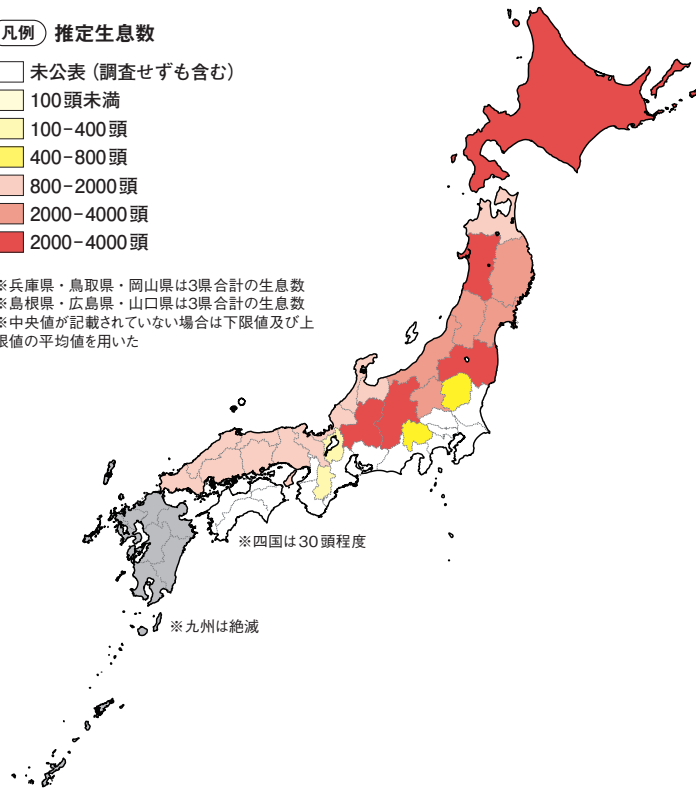 凡例 推定生息数
未公表（調査せずも含む）
100頭未満
100−400頭
400−800頭
800−2000頭
2000−4000頭
2000−4000頭
※兵庫県・鳥取県・岡山県は3県合計の生息数
※島根県・広島県・山口県は3県合計の生息数
※中央値が記載されていない場合は下限値及び上
限値の平均値を用いた
※四国は30頭程度
※九州は絶滅